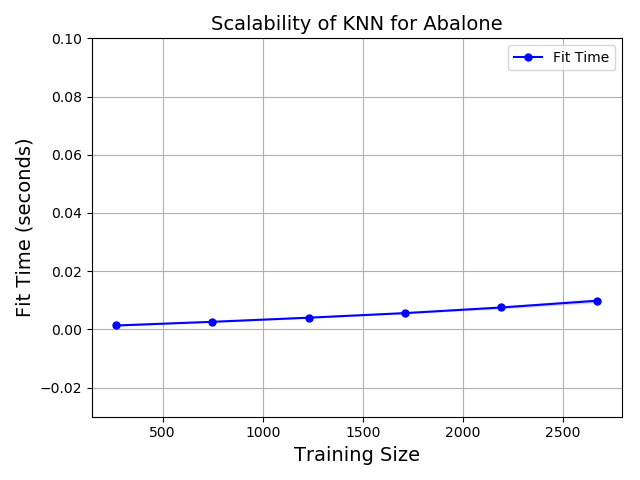 Scalability of KNN for Abalone
Fit Time
0.10
0.08
0.06
0.04
0.02
0.00
−0.02
Fit Time (seconds)
500 1000 1500 2000 2500
Training Size